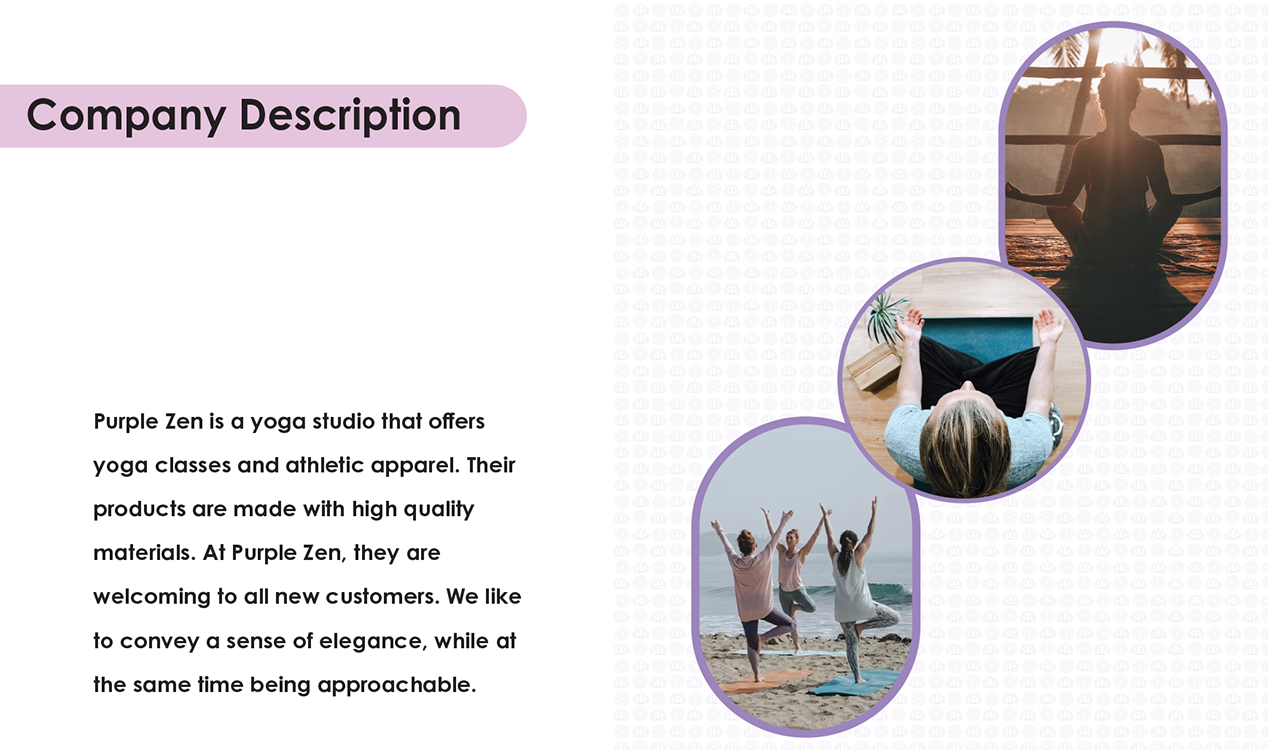 Company Description
Purple Zen is a yoga studio that offers
yoga classes and athletic apparel. Their
products are made with high quality
materials. At Purple Zen, they are
welcoming to all new customers. We like
to convey a sense of elegance, while at
the same time being approachable.